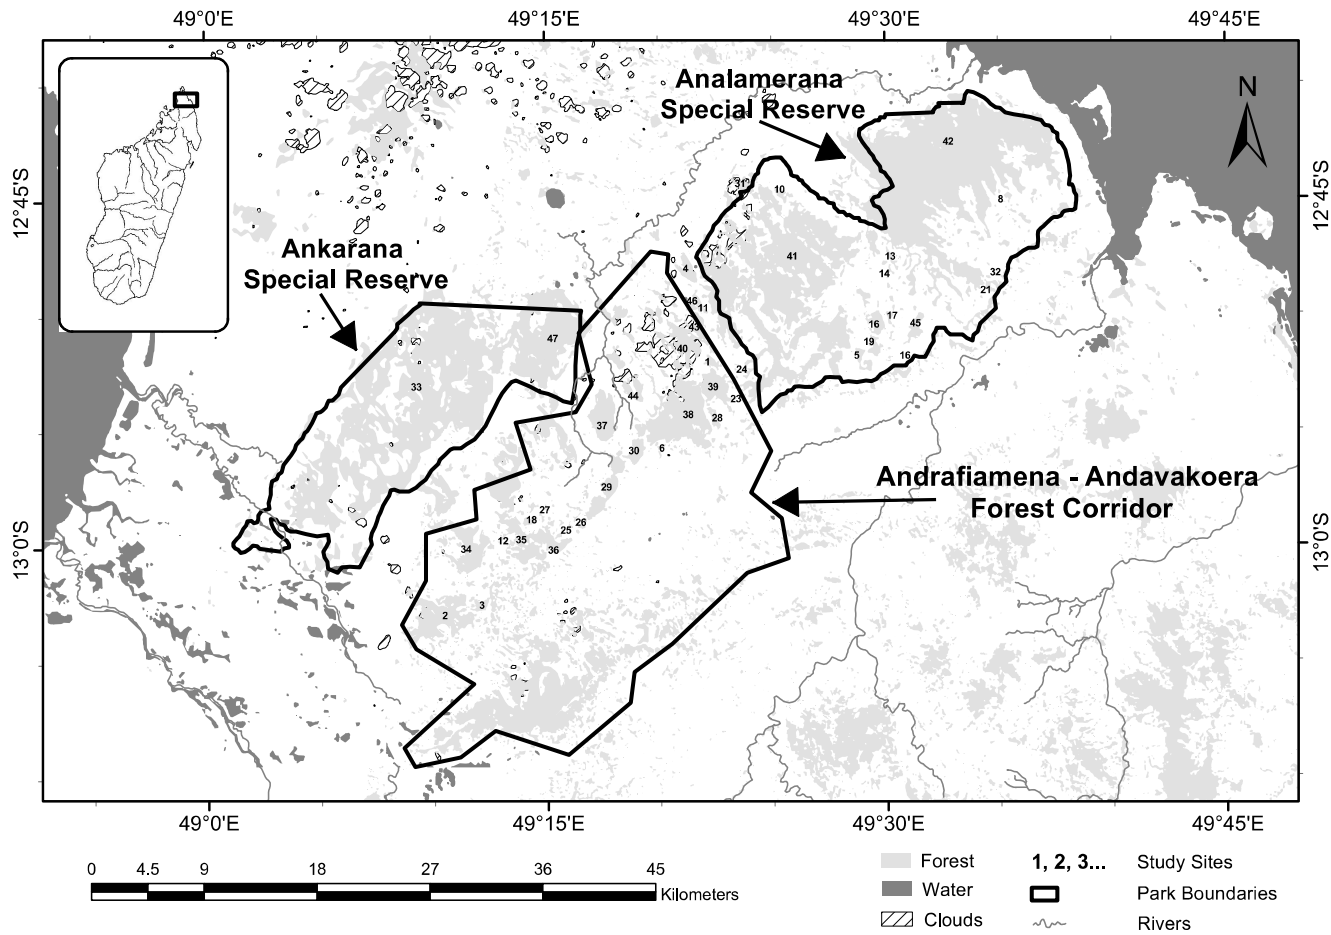 49°0'E 49°15'E 49°30'E 49°45'E
Analamerana
Special Reserve
N
12°45'S
12°45'S
Ankarana
Special Reserve
42
31
10
8
41
13
14
4
32
21
46
11
17
16
45
43
47
19
40
5
16
1
24
33
39
44
23
38
28
37
30
6
Andrafiamena - Andavakoera
Forest Corridor
29
27
18
26
25
12
35
34
36
13°0'S
13°0'S
3
2
49°0'E 49°15'E 49°30'E 49°45'E
0 4.5 9 18 27 36 45
Kilometers
Forest 1, 2, 3... Study Sites
Water Park Boundaries
Clouds Rivers